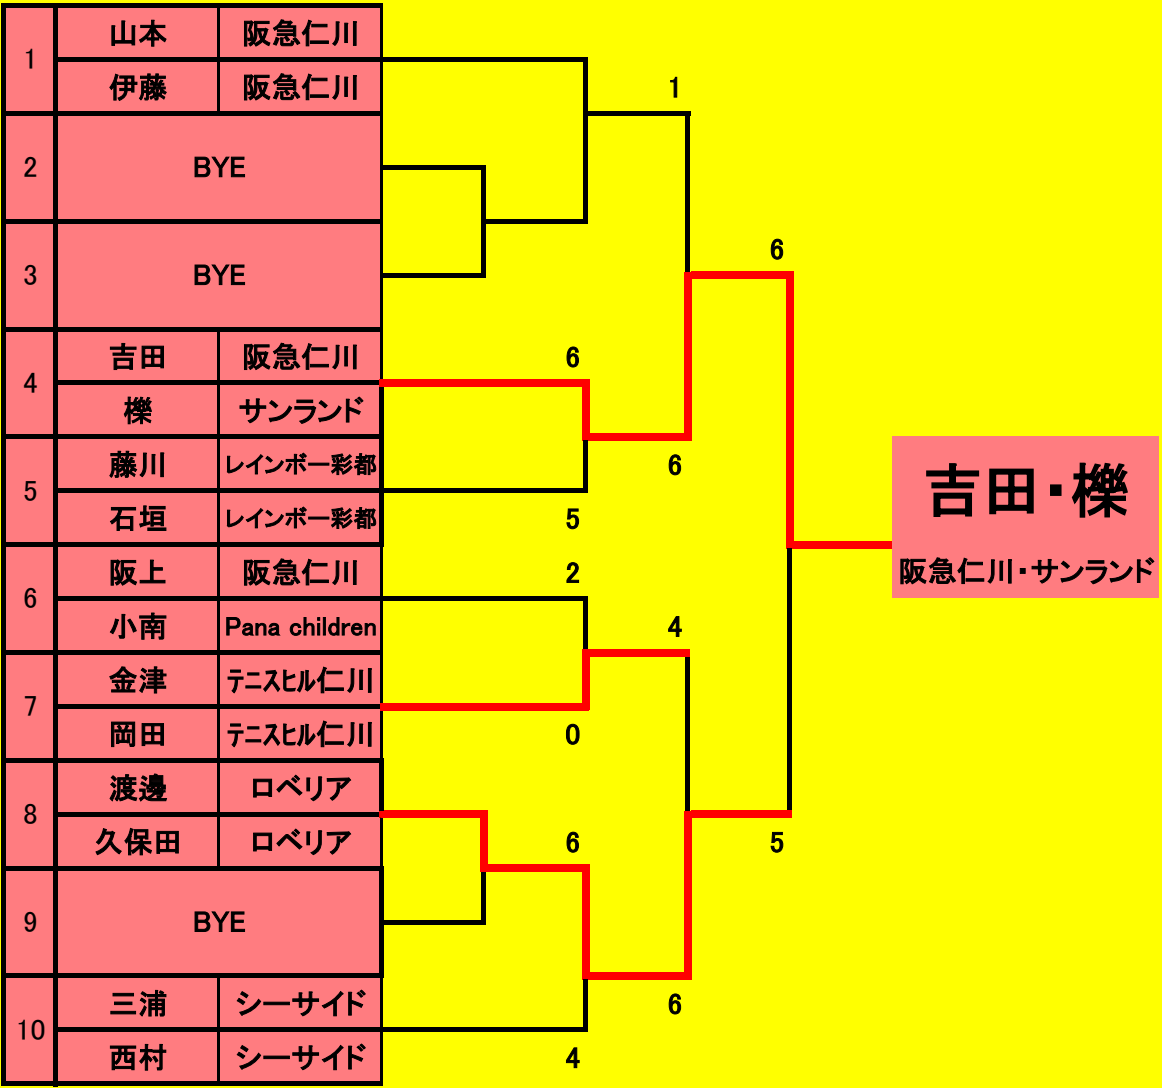 1
山本 阪急仁川
伊藤 阪急仁川
1
2
BYE
3
BYE
6
4
吉田 阪急仁川
6
櫟 サンランド
5
藤川 レインボー彩都
6
石垣 レインボー彩都
5
吉田・櫟
阪急仁川・サンランド
6
阪上 阪急仁川
2
小南 Pana children
4
7
金津 テニスヒル仁川
岡田 テニスヒル仁川
0
8
渡邊 ロベリア
久保田 ロベリア
6
5
9
BYE
10
三浦 シーサイド
6
西村 シーサイド
4